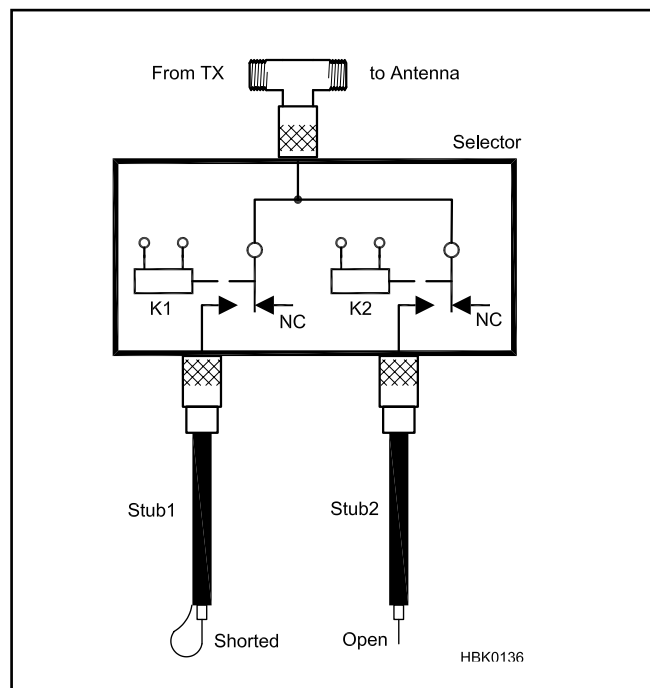 From TX
to Antenna
Selector
K1
NC
K2
NC
Stub1
Stub2
Shorted
Open
HBK0136